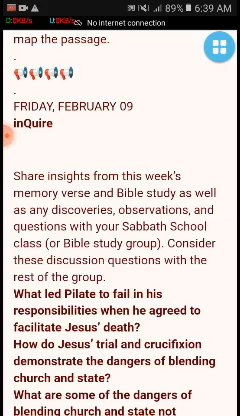 U:0KB/s U:0KB/s No internet connection
89% 6:39 AM
map the passage.
.
.
FRIDAY, FEBRUARY 09
inQuire
Share insights from this week's
memory verse and Bible study as well
as any discoveries, observations, and
questions with your Sabbath School
class (or Bible study group). Consider
these discussion questions with the
rest of the group.
What led Pilate to fail in his
responsibilities when he agreed to
facilitate Jesus' death?
How do Jesus' trial and crucifixion
demonstrate the dangers of blending
church and state?
What are some of the dangers of
blending church and state not